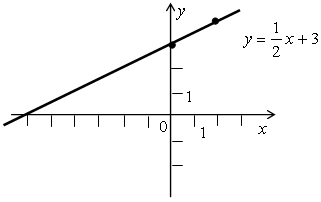 y
y = 1/2 x + 3
1
0
1
x